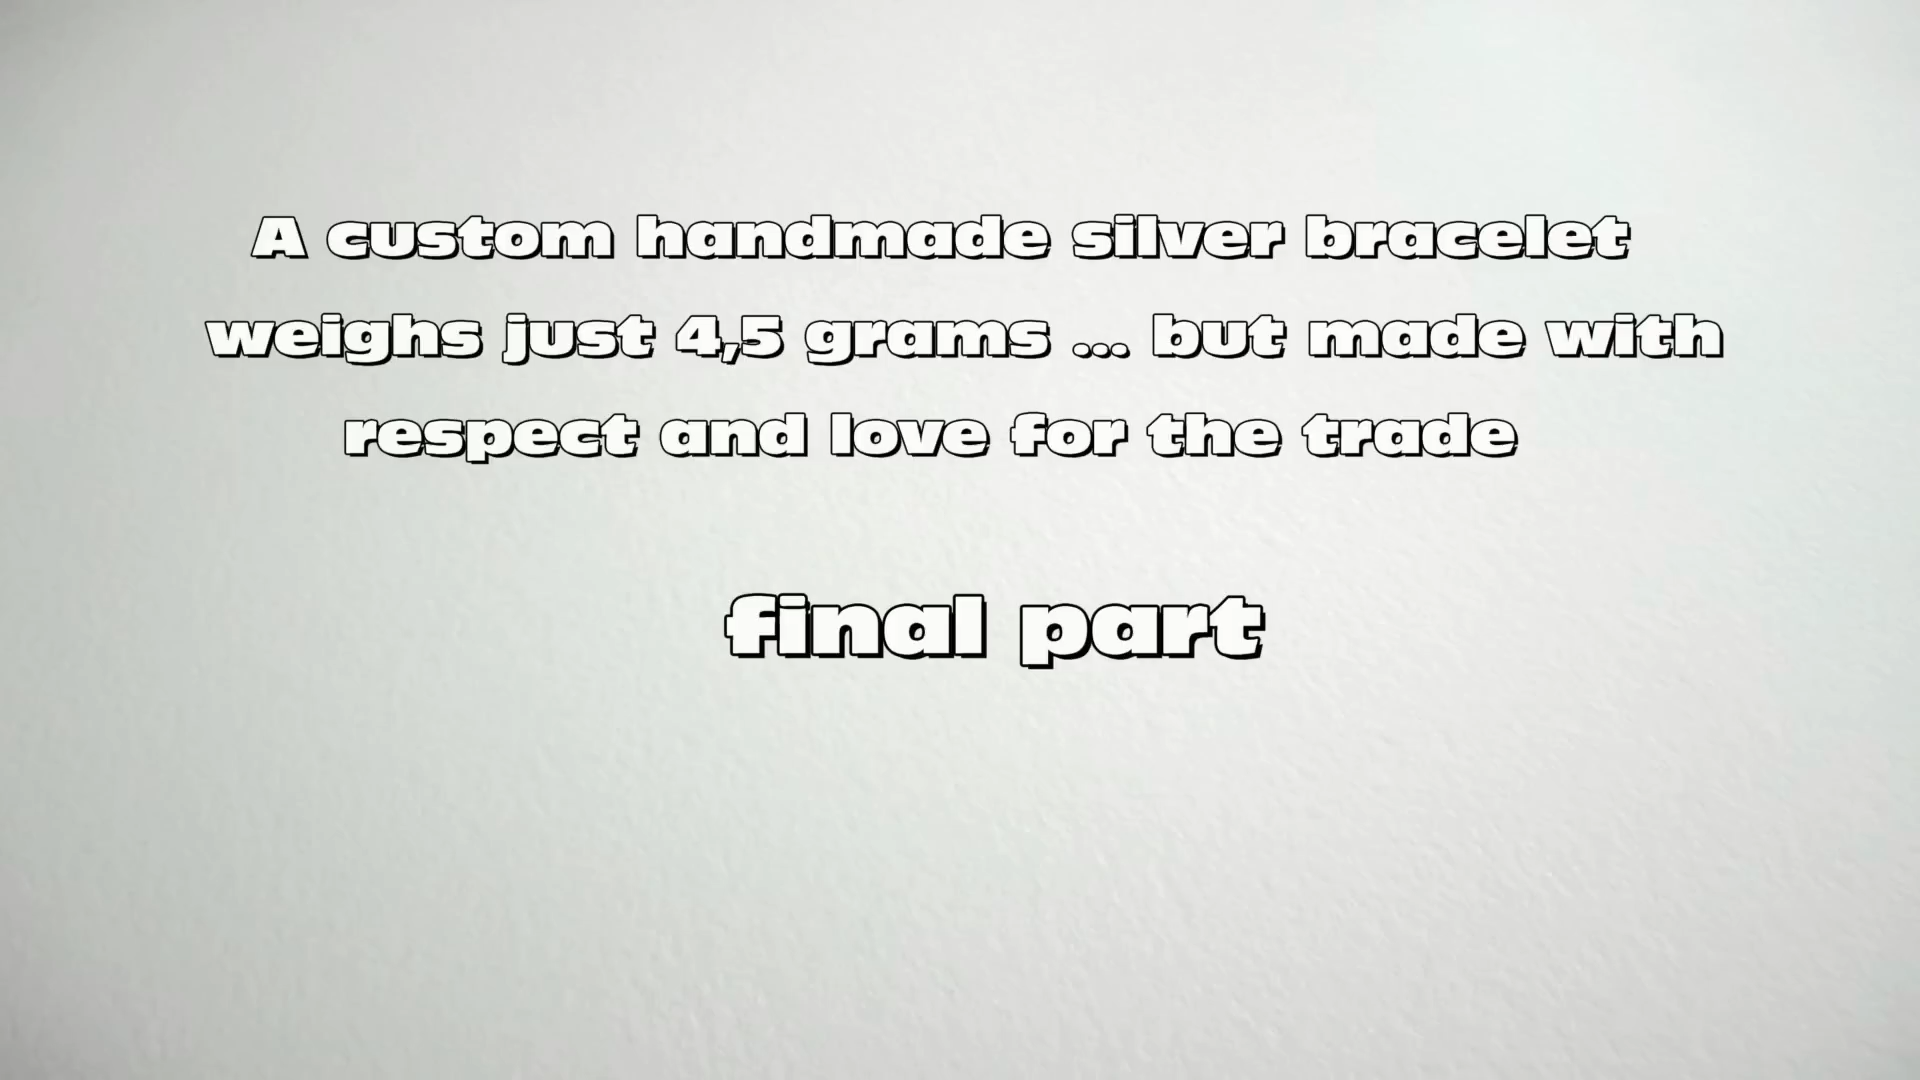 A custom handmade silver bracelet
weighs just 4,5 grams ... but made with
respect and love for the trade
final part